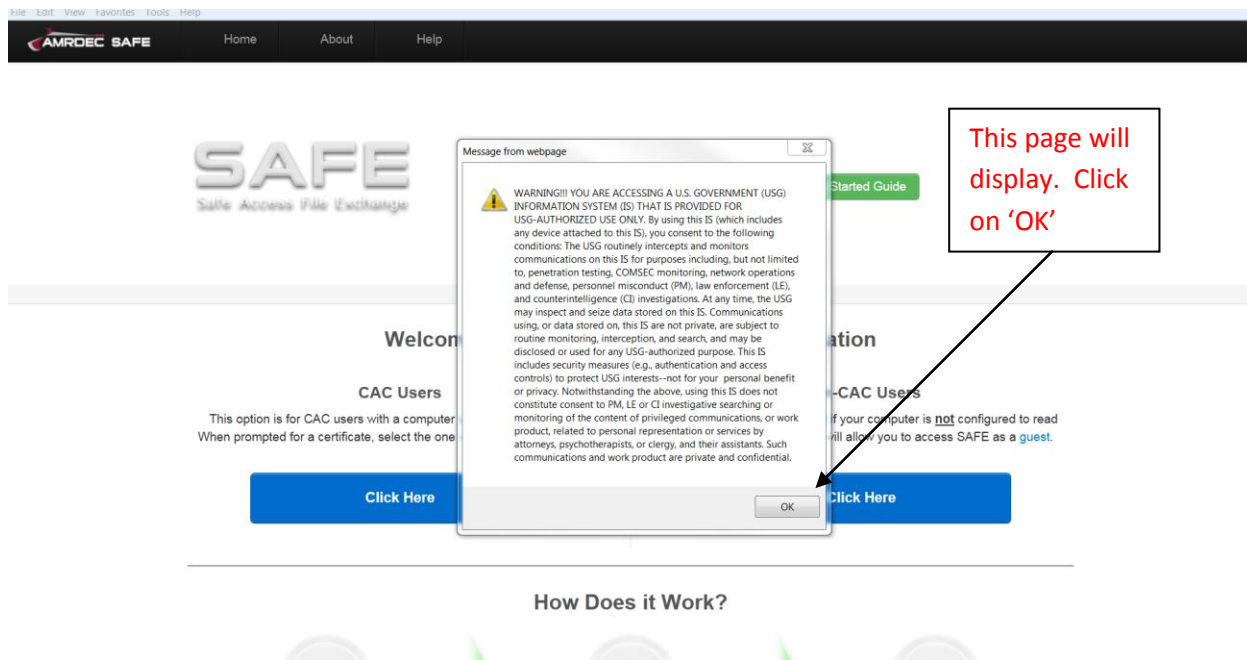 File Edit View Favorites Tools Help
AMRDEC SAFE Home About Help
SAFE
Safe Access File Exchange
Started Guide
This page will
display. Click
on ‘OK’
Message from webpage
WARNING!!! YOU ARE ACCESSING A U.S. GOVERNMENT (USG)
INFORMATION SYSTEM (IS) THAT IS PROVIDED FOR
USG-AUTHORIZED USE ONLY. By using this IS (which includes
any device attached to this IS), you consent to the following
conditions: The USG routinely intercepts and monitors
communications on this IS for purposes including, but not limited
to, penetration testing, COMSEC monitoring, network operations
and defense, personnel misconduct (PM), law enforcement (LE),
and counterintelligence (CI) investigations. At any time, the USG
may inspect and seize data stored on this IS. Communications
using, or data stored on, this IS are not private, are subject to
routine monitoring, interception, and search, and may be
disclosed or used for any USG-authorized purpose. This IS
includes security measures (e.g., authentication and access
controls) to protect USG interests--not for your personal benefit
or privacy. Notwithstanding the above, using this IS does not
constitute consent to PM, LE or CI investigative searching or
monitoring of the content of privileged communications, or work
product, related to personal representation or services by
attorneys, psychotherapists, or clergy, and their assistants. Such
communications and work product are private and confidential.
OK
Welcom
ation
CAC Users
This option is for CAC users with a computer
When prompted for a certificate, select the one
Click Here
-CAC Users
if your computer is not configured to read
will allow you to access SAFE as a guest.
Click Here
How Does it Work?